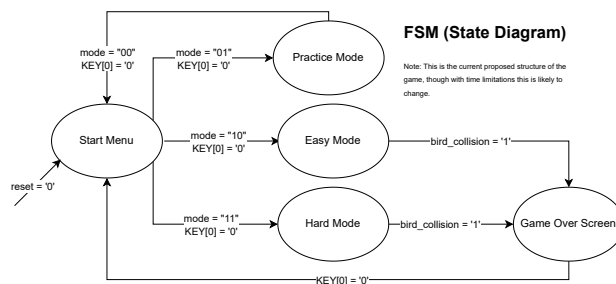 FSM (State Diagram)
Note: This is the current proposed structure of the
game, though with time limitations this is likely to
change.
mode = "00"
KEY[0] = '0'
mode = "01"
KEY[0] = '0'
Practice Mode
Start Menu
mode = "10"
KEY[0] = '0'
Easy Mode
bird_collision = '1'
reset = '0'
mode = "11"
KEY[0] = '0'
Hard Mode
bird_collision = '1'
Game Over Screen
KEY[0] = '0'